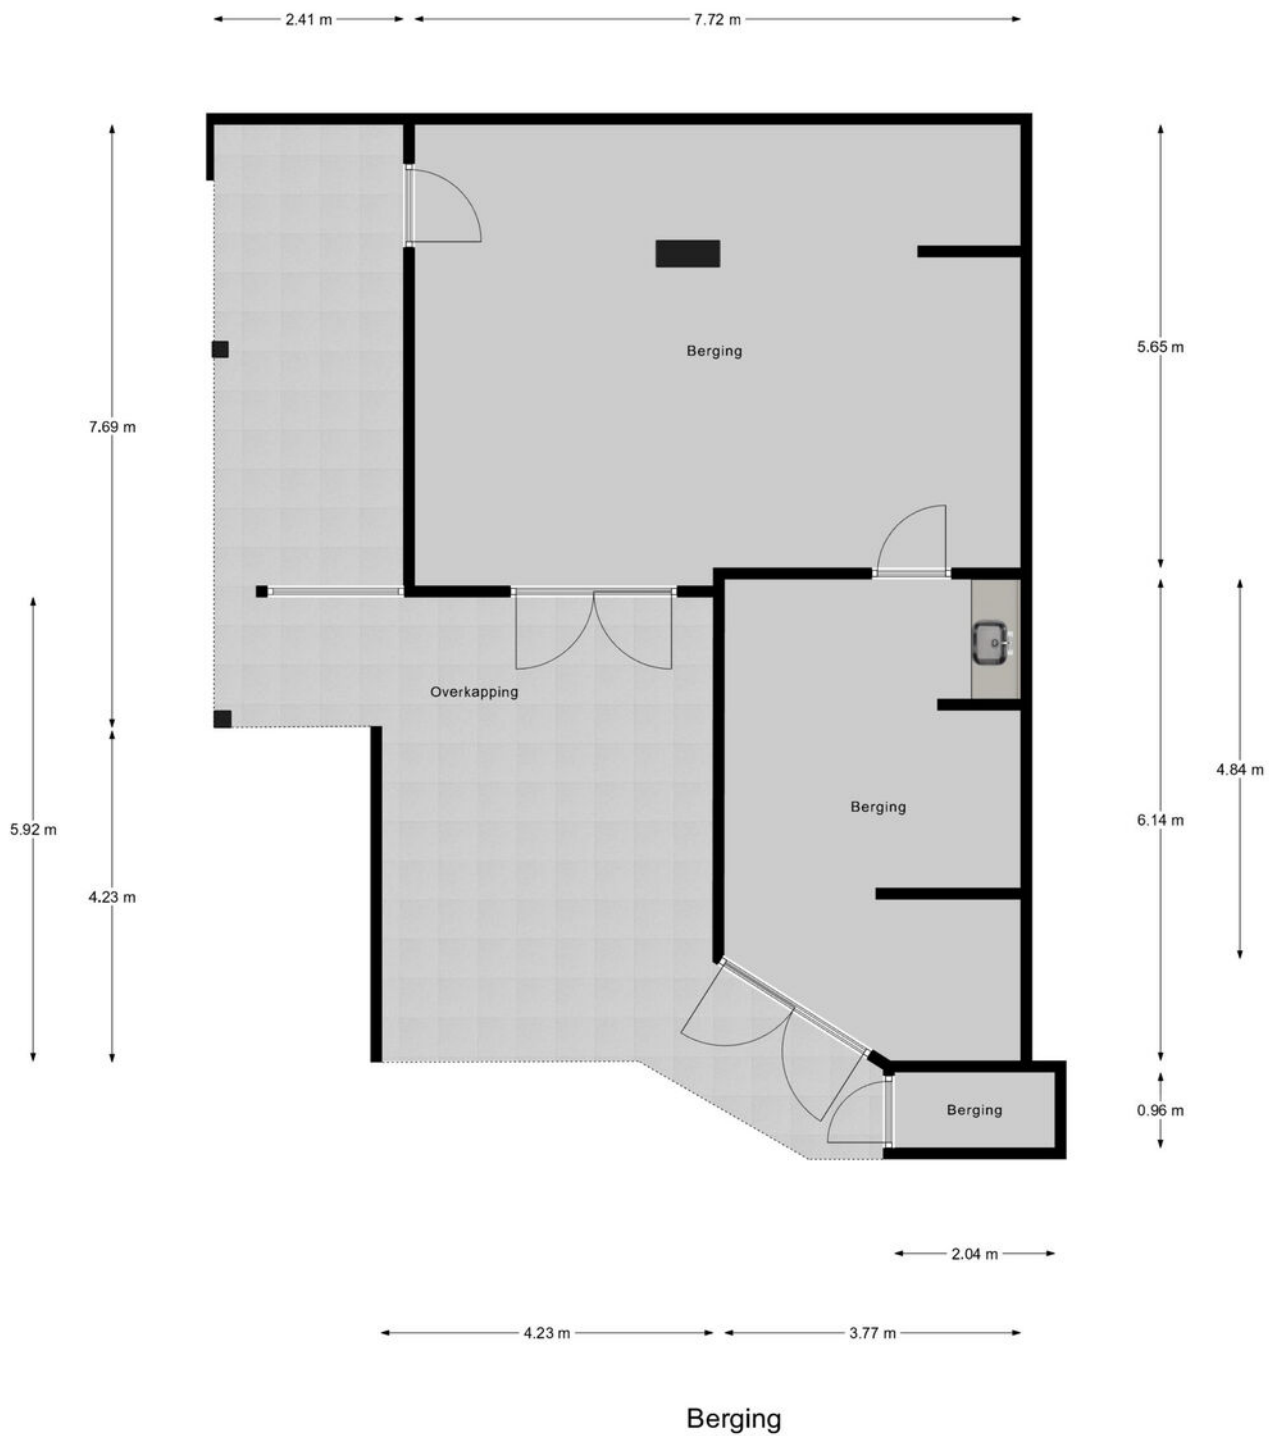 2.41 m
7.72 m
Berging
5.65 m
7.69 m
Overkapping
4.84 m
Berging
6.14 m
5.92 m
4.23 m
Berging
0.96 m
2.04 m
4.23 m
3.77 m
Berging